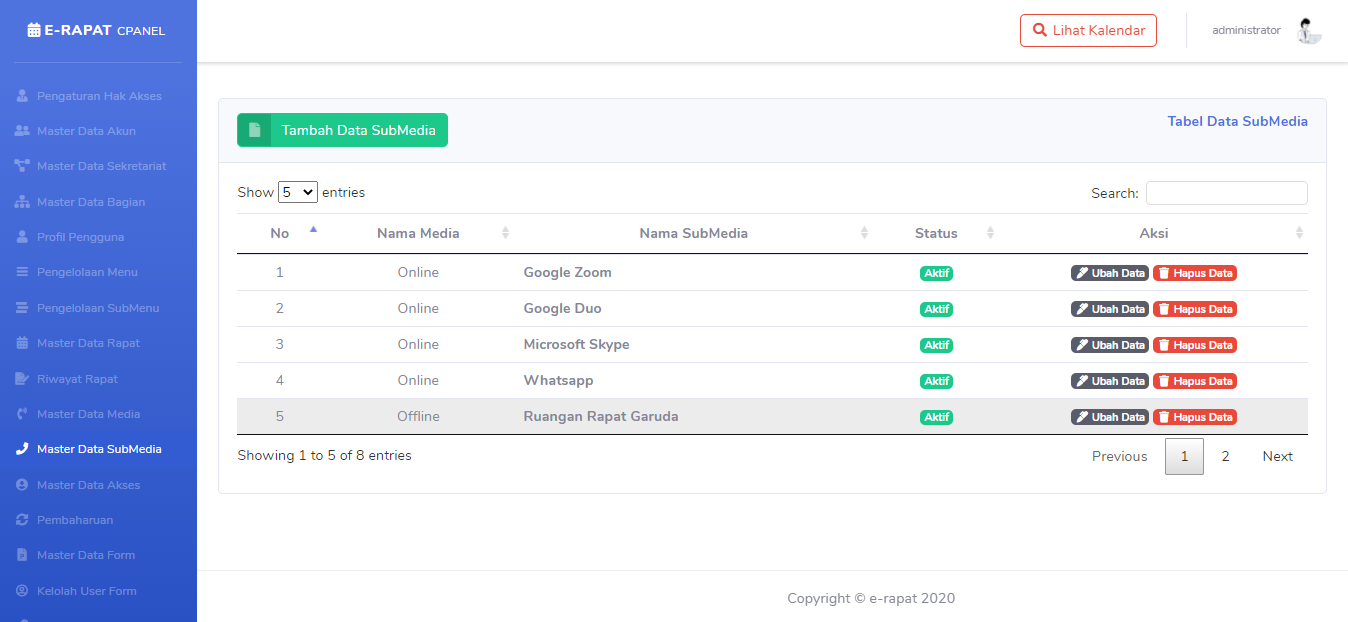 E-RAPAT CPANEL
Pengaturan Hak Akses
Master Data Akun
Master Data Sekretariat
Master Data Bagian
Profil Pengguna
Pengelolaan Menu
Pengelolaan SubMenu
Master Data Rapat
Riwayat Rapat
Master Data Media
Master Data SubMedia
Master Data Akses
Pembaharuan
Master Data Form
Kelolah User Form
Lihat Kalendar
administrator
Tambah Data SubMedia
Tabel Data SubMedia
Show 5 entries
Search:
No Nama Media Nama SubMedia Status Aksi
1 Online Google Zoom Aktif Ubah Data Hapus Data
2 Online Google Duo Aktif Ubah Data Hapus Data
3 Online Microsoft Skype Aktif Ubah Data Hapus Data
4 Online Whatsapp Aktif Ubah Data Hapus Data
5 Offline Ruangan Rapat Garuda Aktif Ubah Data Hapus Data
Showing 1 to 5 of 8 entries
Previous 1 2 Next
Copyright © e-rapat 2020